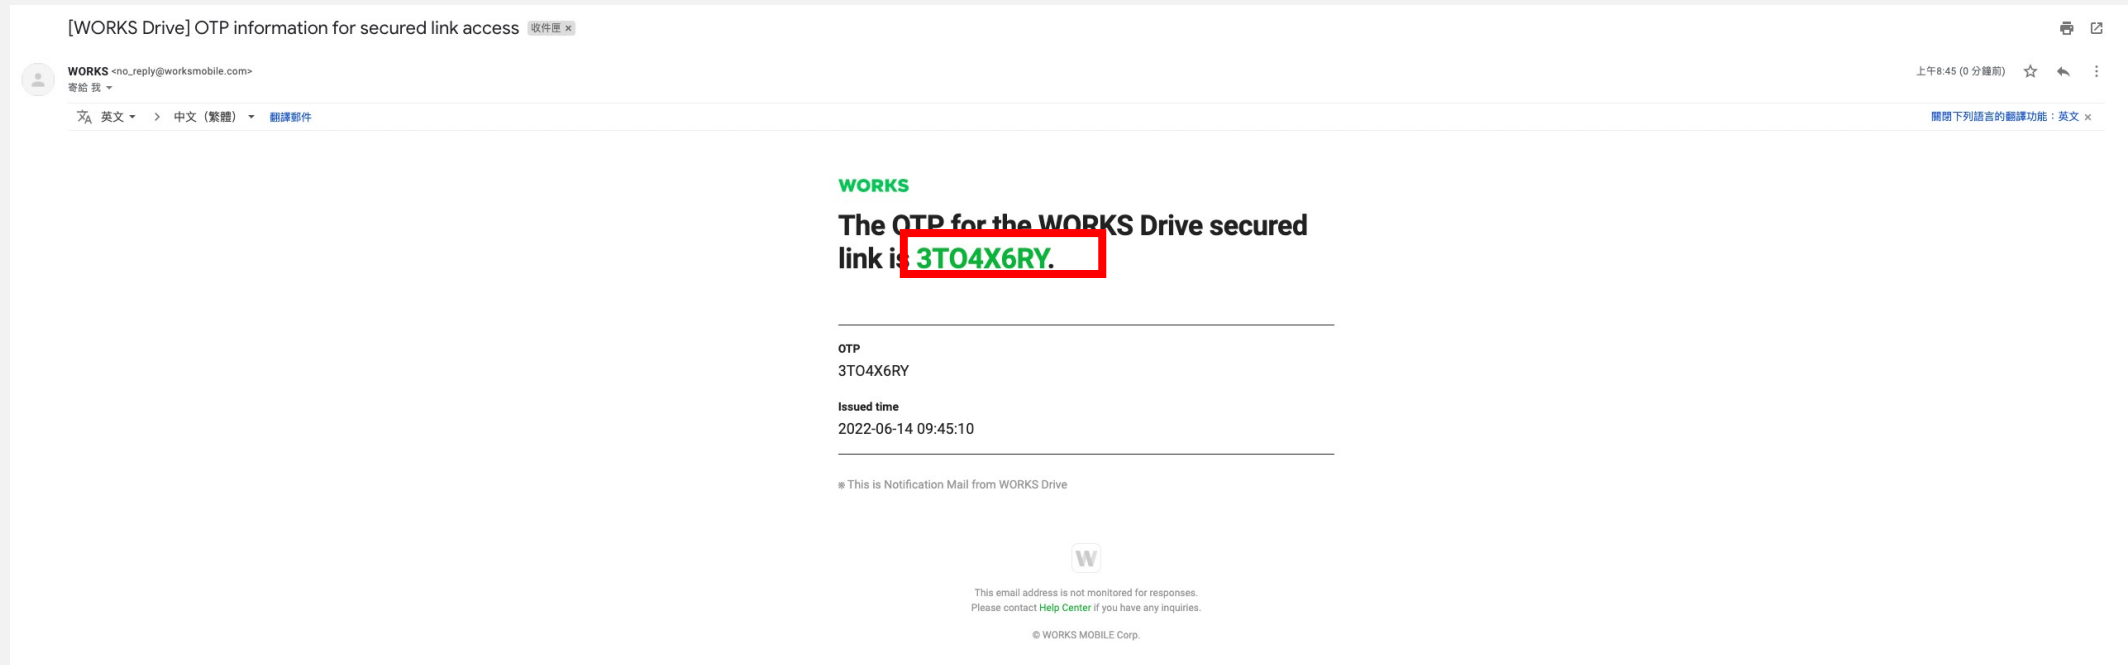 [WORKS Drive] OTP information for secured link access 收件匣 ×
WORKS <no_reply@worksmobile.com>
上午8:45 (0 分鐘前)
寄給 我
英文 > 中文（繁體） 翻譯郵件
關閉下列語言的翻譯功能：英文 ×
WORKS
The OTP for the WORKS Drive secured
link is 3TO4X6RY.
OTP
3TO4X6RY
Issued time
2022-06-14 09:45:10
※ This is Notification Mail from WORKS Drive
W
This email address is not monitored for responses.
Please contact Help Center if you have any inquiries.
© WORKS MOBILE Corp.